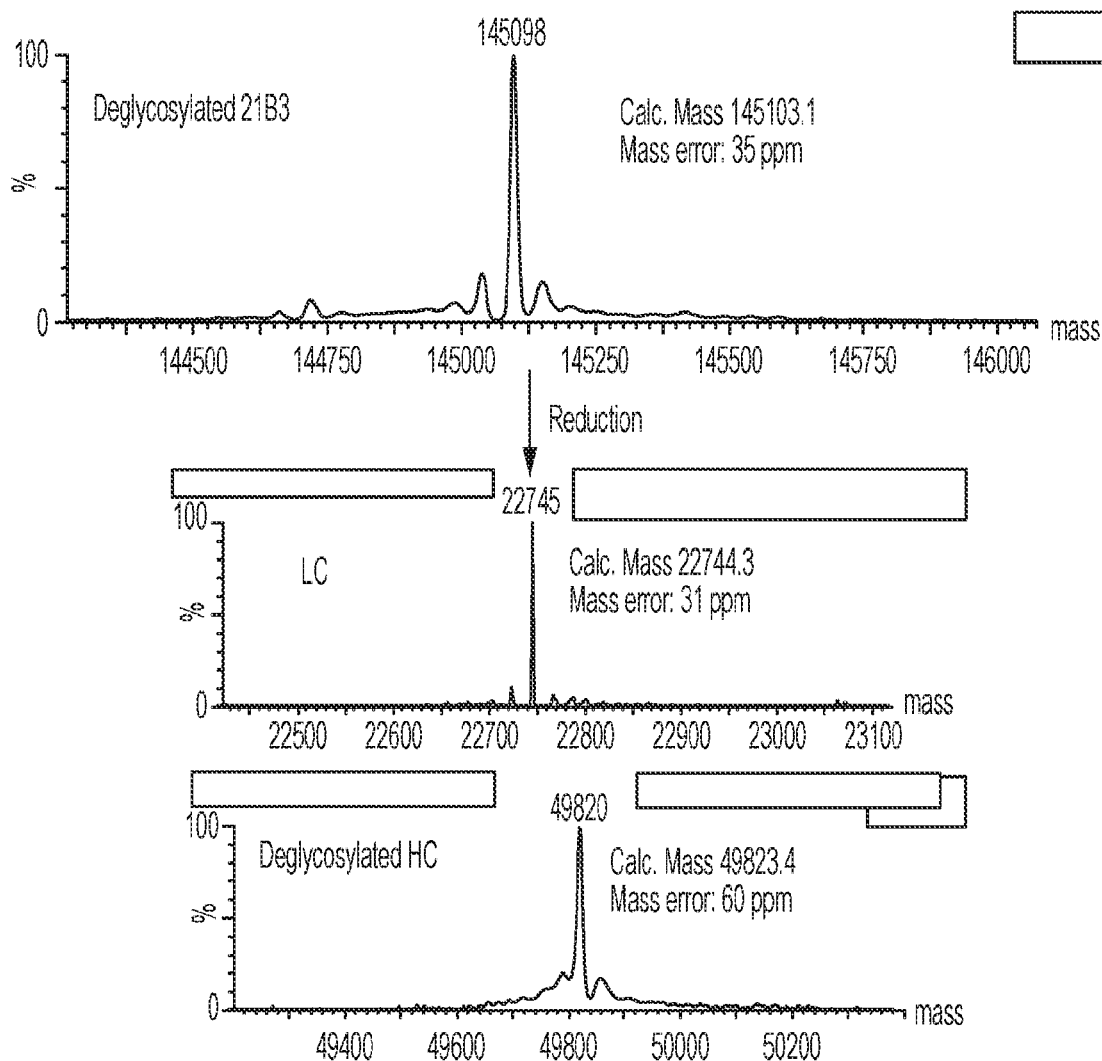 145098
100
Deglycosylated 21B3
Calc. Mass 145103.1
Mass error: 35 ppm
%
0
mass
144500 144750 145000 145250 145500 145750 146000
Reduction
22745
100
LC
Calc. Mass 22744.3
Mass error: 31 ppm
%
0
mass
22500 22600 22700 22800 22900 23000 23100
49820
100
Deglycosylated HC
Calc. Mass 49823.4
Mass error: 60 ppm
%
0
mass
49400 49600 49800 50000 50200